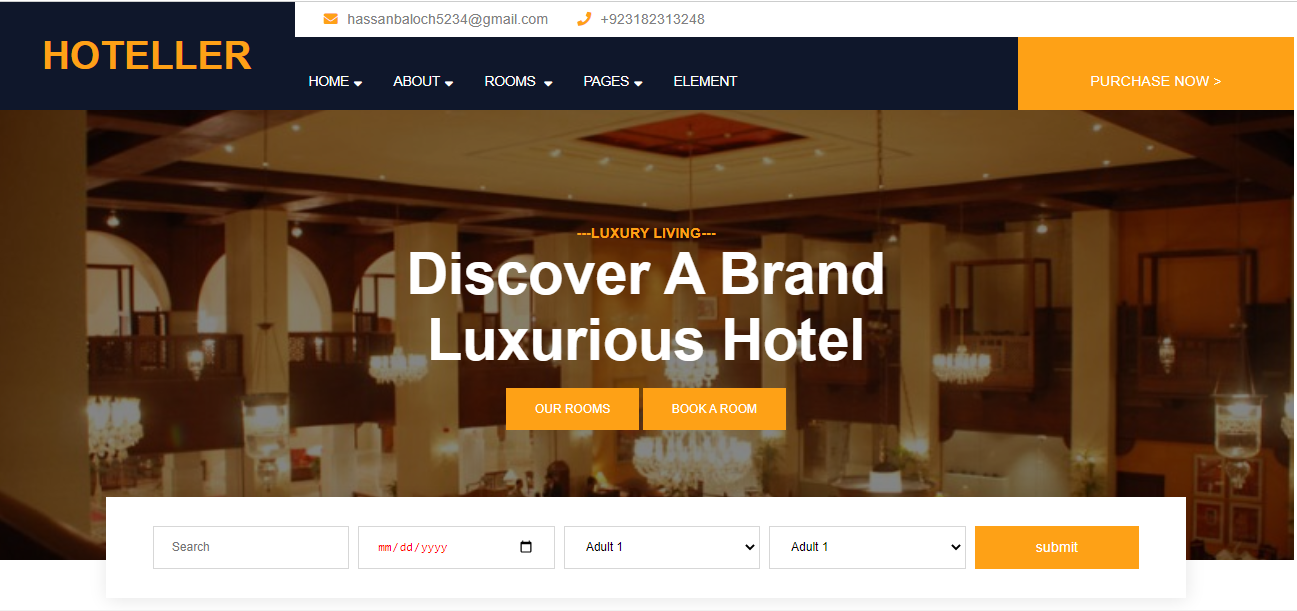 HOTELLER
hassanbaloch5234@gmail.com +923182313248
HOME ABOUT ROOMS PAGES ELEMENT
PURCHASE NOW >
---LUXURY LIVING---
Discover A Brand
Luxurious Hotel
OUR ROOMS BOOK A ROOM
Search mm/dd/yyyy Adult 1 Adult 1 submit